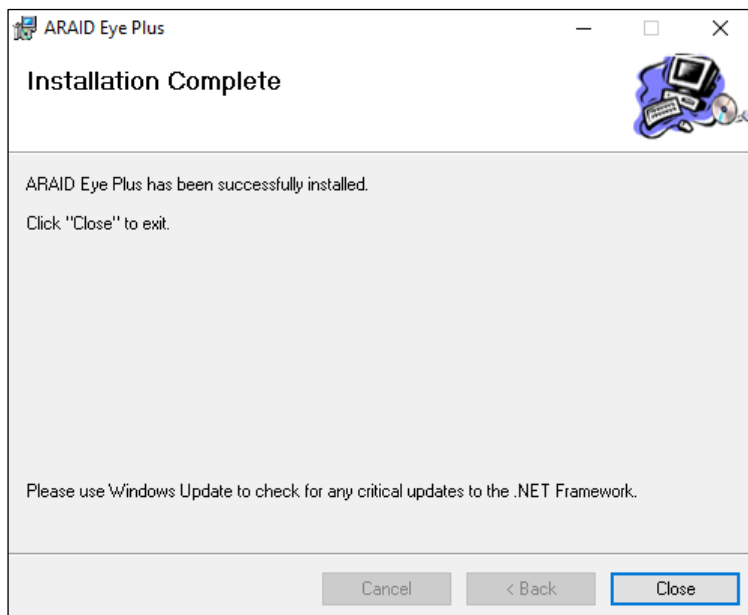 ARAID Eye Plus
Installation Complete
ARAID Eye Plus has been successfully installed.
Click "Close" to exit.
Please use Windows Update to check for any critical updates to the .NET Framework.
Cancel
< Back
Close